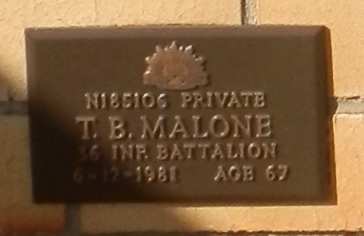 N185106 PRIVATE
T. B. MALONE
36 INF BATTALION
6-12-1981 AGE 67